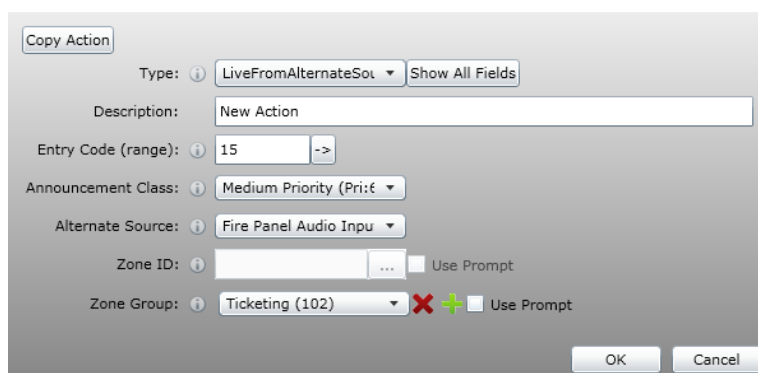 Copy Action
Type: LiveFromAlternateSou Show All Fields
Description: New Action
Entry Code (range): 15 ->
Announcement Class: Medium Priority (Pri:6
Alternate Source: Fire Panel Audio Inpu
Zone ID: ... Use Prompt
Zone Group: Ticketing (102) Use Prompt
OK Cancel